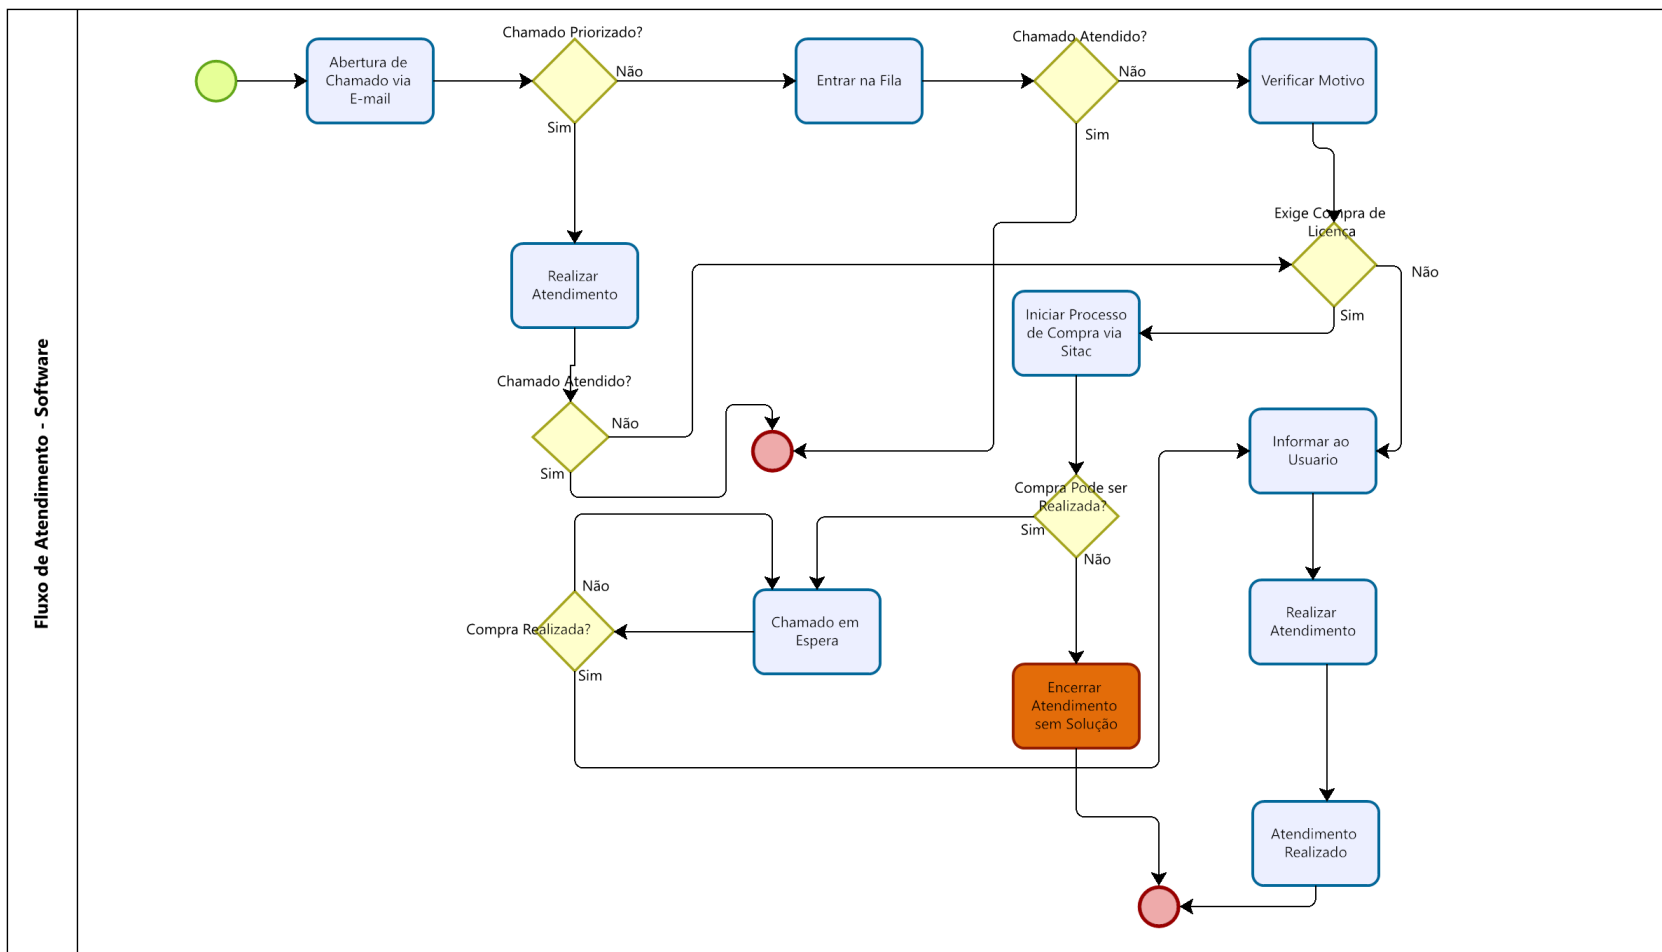 Fluxo de Atendimento - Software
Chamado Priorizado?
Abertura de
Chamado via
E-mail
Não
Sim
Entrar na Fila
Chamado Atendido?
Não
Sim
Verificar Motivo
Exige Compra de
Licença
Não
Sim
Realizar
Atendimento
Iniciar Processo
de Compra via
Sitac
Chamado Atendido?
Não
Sim
Informar ao
Usuario
Compra Pode ser
Realizada?
Sim
Não
Chamado em
Espera
Não
Compra Realizada?
Sim
Realizar
Atendimento
Encerrar
Atendimento
sem Solução
Atendimento
Realizado